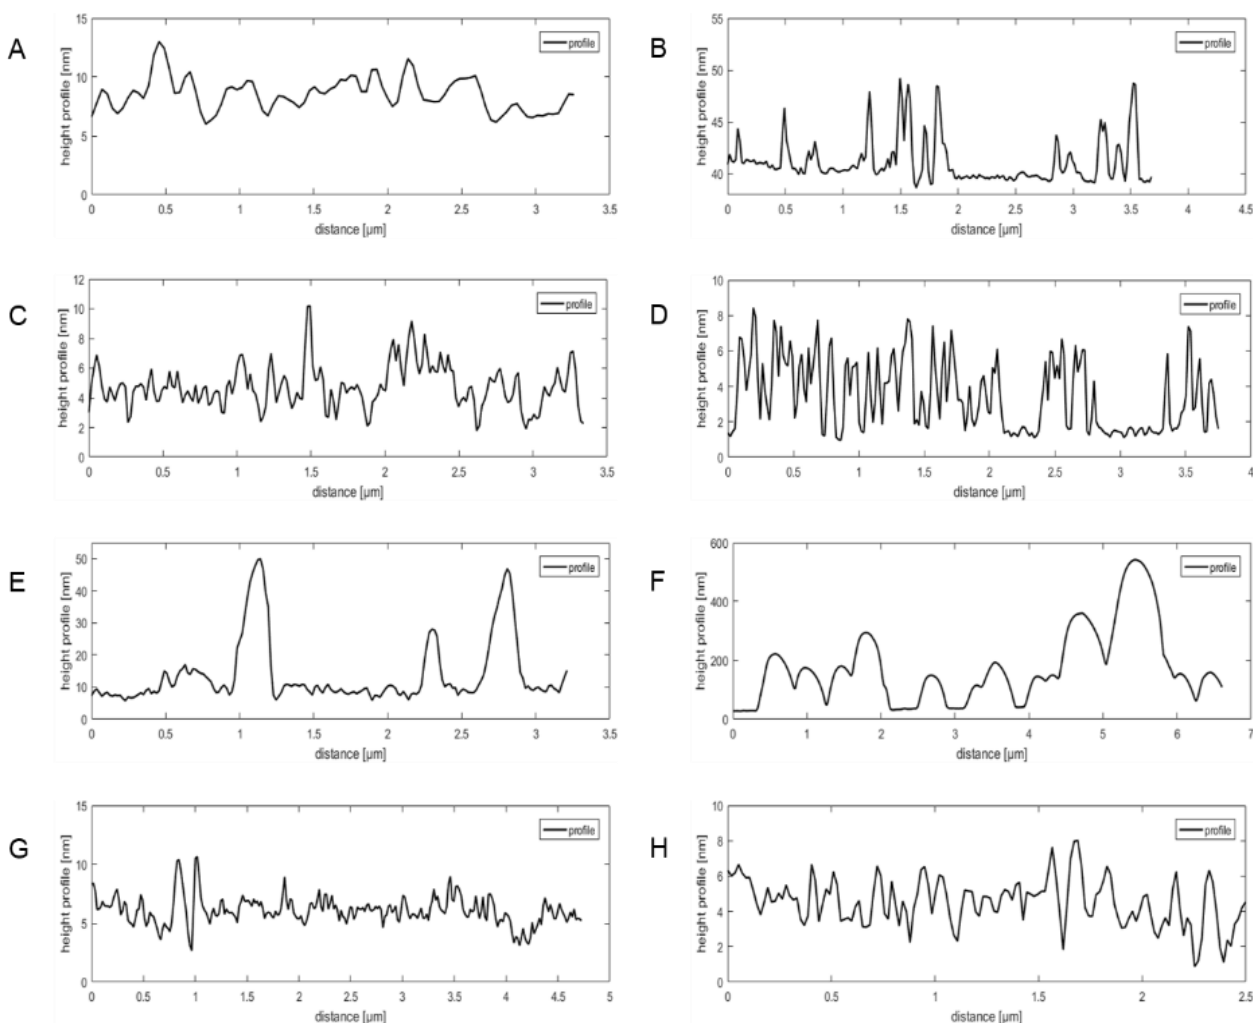 A
height profile [nm]
15
10
5
0
profile
0 0.5 1 1.5 2 2.5 3 3.5
distance [µm]
B
height profile [nm]
55
50
45
40
profile
0 0.5 1 1.5 2 2.5 3 3.5 4 4.5
distance [µm]
C
height profile [nm]
12
10
8
6
4
2
0
profile
0 0.5 1 1.5 2 2.5 3 3.5
distance [µm]
D
height profile [nm]
10
8
6
4
2
0
profile
0 0.5 1 1.5 2 2.5 3 3.5 4
distance [µm]
E
height profile [nm]
50
40
30
20
10
0
profile
0 0.5 1 1.5 2 2.5 3 3.5
distance [µm]
F
height profile [nm]
600
400
200
0
profile
0 1 2 3 4 5 6 7
distance [µm]
G
height profile [nm]
15
10
5
0
profile
0 0.5 1 1.5 2 2.5 3 3.5 4 4.5 5
distance [µm]
H
height profile [nm]
10
8
6
4
2
0
profile
0 0.5 1 1.5 2 2.5
distance [µm]